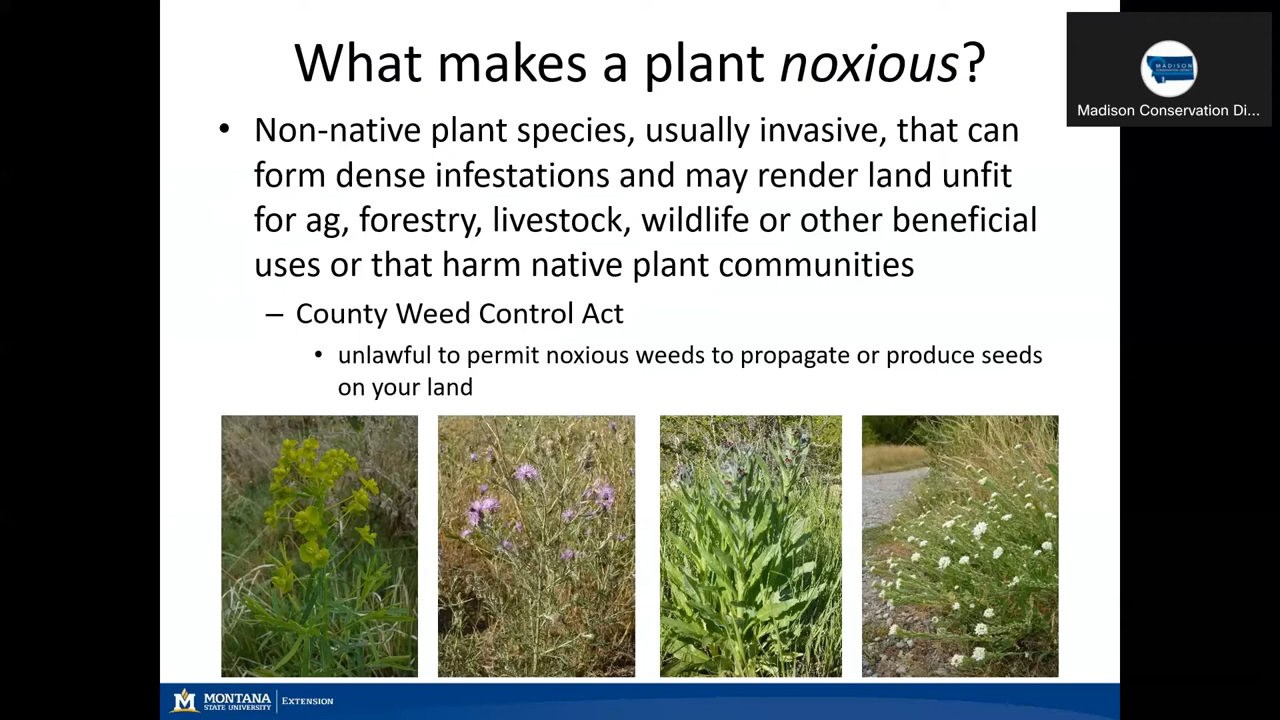 What makes a plant noxious?
• Non-native plant species, usually invasive, that can
form dense infestations and may render land unfit
for ag, forestry, livestock, wildlife or other beneficial
uses or that harm native plant communities
– County Weed Control Act
• unlawful to permit noxious weeds to propagate or produce seeds
on your land
MADISON
Madison Conservation Di...
M MONTANA
STATE UNIVERSITY
EXTENSION